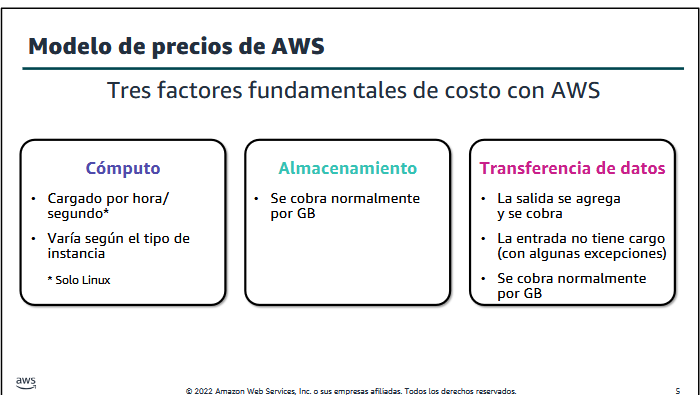 Modelo de precios de AWS
Tres factores fundamentales de costo con AWS
Cómputo
• Cargado por hora/
segundo*
• Varía según el tipo de
instancia
* Solo Linux
Almacenamiento
• Se cobra normalmente
por GB
Transferencia de datos
• La salida se agrega
y se cobra
• La entrada no tiene cargo
(con algunas excepciones)
• Se cobra normalmente
por GB
aws
© 2022 Amazon Web Services, Inc. o sus empresas afiliadas. Todos los derechos reservados.
5